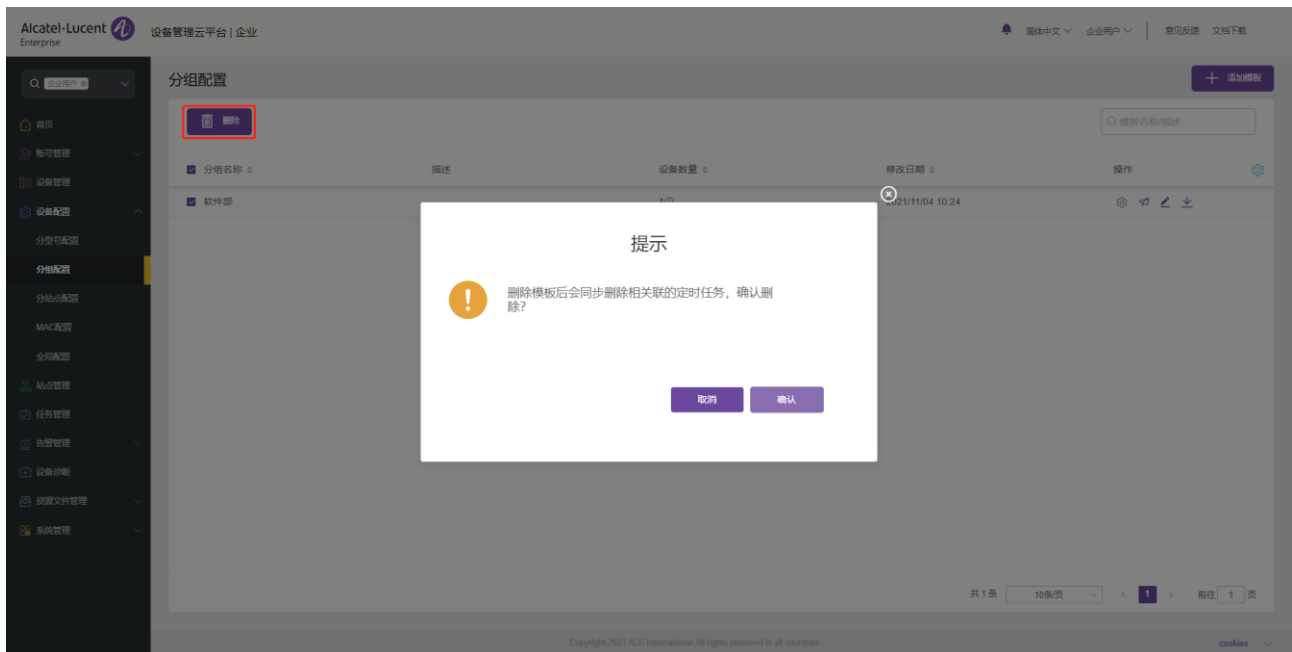 Alcatel·Lucent
Enterprise
设备管理云平台 | 企业
简体中文
企业用户
意见反馈
文档下载
企业用户
分组配置
添加模板
删除
模板名称/描述
首页
账号管理
设备管理
设备配置
分型号配置
分组配置
分站点配置
MAC配置
全局配置
站点管理
任务管理
告警管理
设备诊断
资源文件管理
系统管理
分组名称
描述
设备数量
修改日期
操作
软件部
2021/11/04 10:24
提示
删除模板后会同步删除相关联的定时任务，确认删
除？
取消
确认
共 1 条
10条/页
1
前往
1
页
Copyright 2021 ALE International.All rights reserved in all countries
cookies